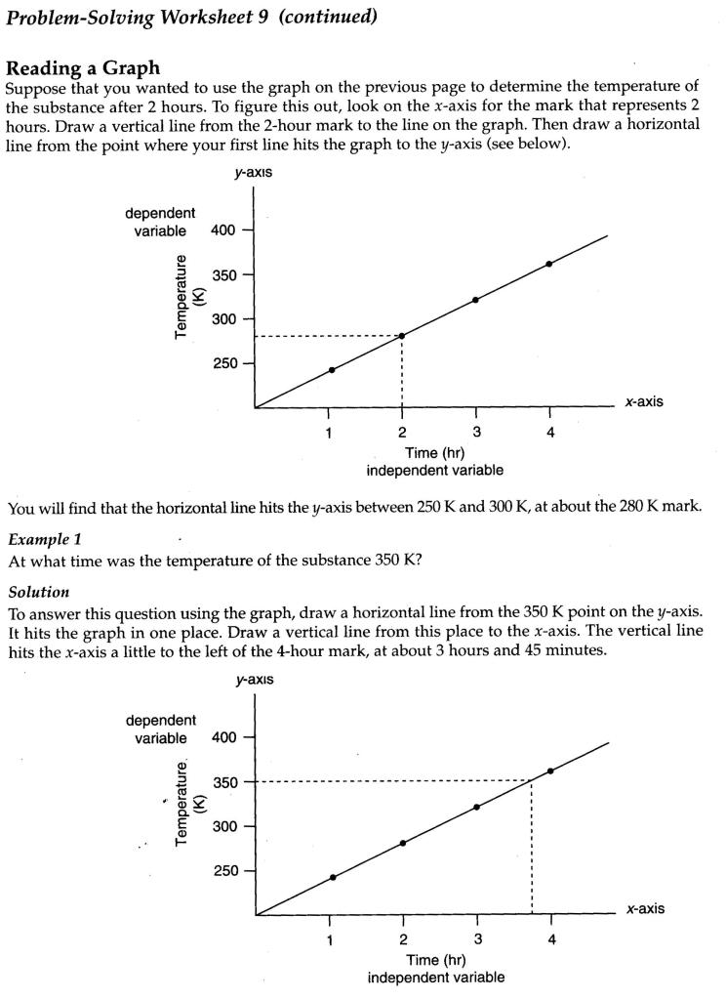 Problem-Solving Worksheet 9 (continued)
Reading a Graph
Suppose that you wanted to use the graph on the previous page to determine the temperature of
the substance after 2 hours. To figure this out, look on the x-axis for the mark that represents 2
hours. Draw a vertical line from the 2-hour mark to the line on the graph. Then draw a horizontal
line from the point where your first line hits the graph to the y-axis (see below).
y-axis
dependent
variable
400
350
300
250
Temperature
(K)
x-axis
1 2 3 4
Time (hr)
independent variable
You will find that the horizontal line hits the y-axis between 250 K and 300 K, at about the 280 K mark.
Example 1
At what time was the temperature of the substance 350 K?
Solution
To answer this question using the graph, draw a horizontal line from the 350 K point on the y-axis.
It hits the graph in one place. Draw a vertical line from this place to the x-axis. The vertical line
hits the x-axis a little to the left of the 4-hour mark, at about 3 hours and 45 minutes.
y-axis
dependent
variable
400
350
300
250
Temperature
(K)
x-axis
1 2 3 4
Time (hr)
independent variable